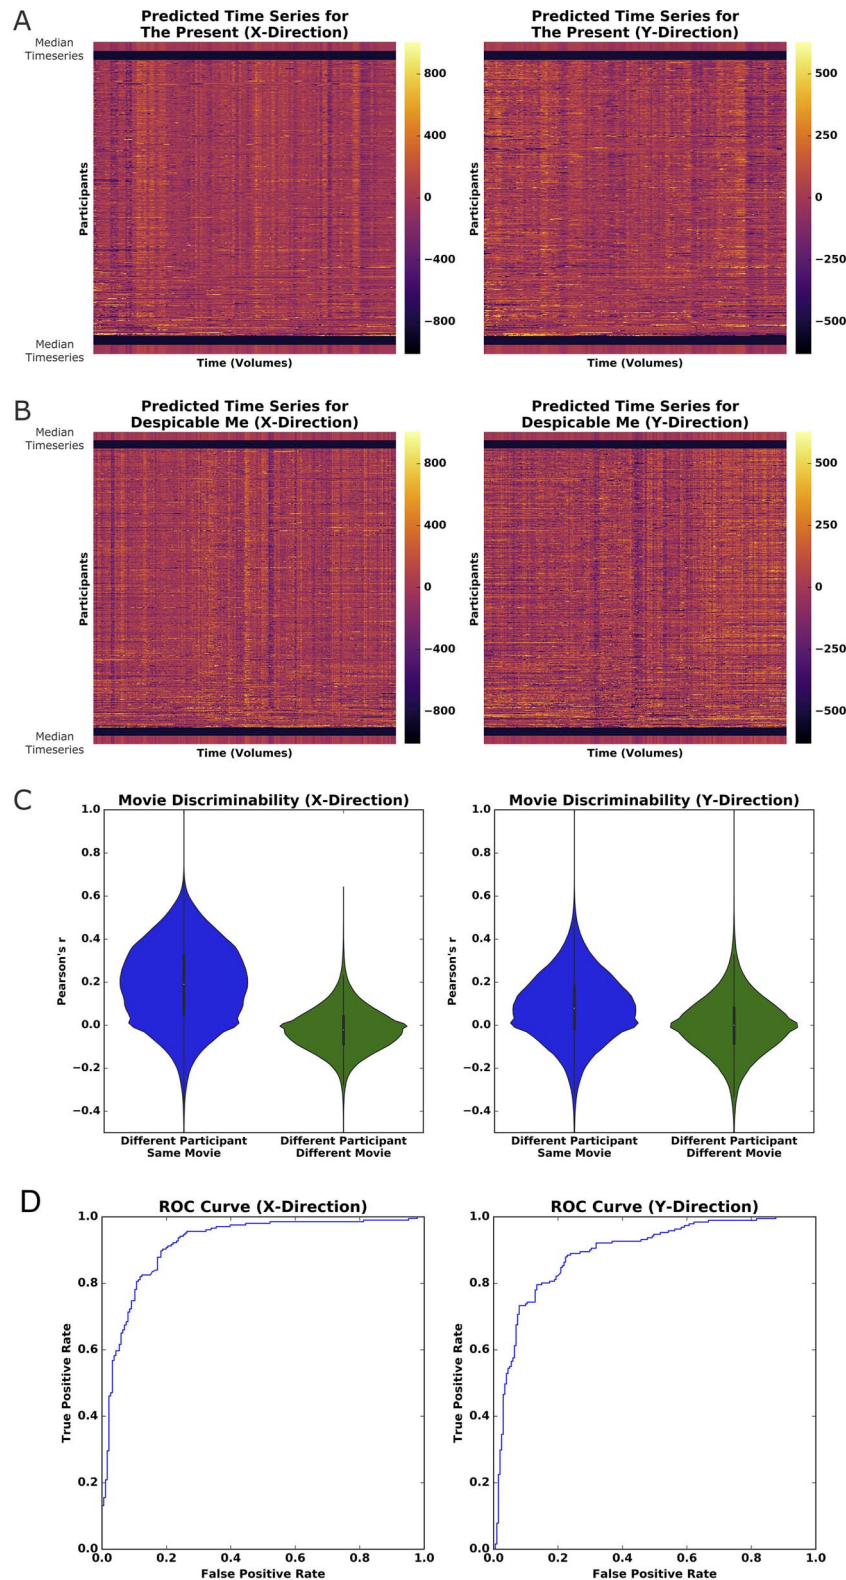 A
Predicted Time Series for
The Present (X-Direction)
Predicted Time Series for
The Present (Y-Direction)
Median
Timeseries
Participants
Median
Timeseries
Time (Volumes)
800
400
0
−400
−800
Participants
Time (Volumes)
500
250
0
−250
−500
B
Predicted Time Series for
Despicable Me (X-Direction)
Predicted Time Series for
Despicable Me (Y-Direction)
Median
Timeseries
Participants
Median
Timeseries
Time (Volumes)
800
400
0
−400
−800
Participants
Time (Volumes)
500
250
0
−250
−500
C
Movie Discriminability (X-Direction)
Pearson's r
1.0
0.8
0.6
0.4
0.2
0.0
−0.2
−0.4
Different Participant
Same Movie
Different Participant
Different Movie
Movie Discriminability (Y-Direction)
Pearson's r
1.0
0.8
0.6
0.4
0.2
0.0
−0.2
−0.4
Different Participant
Same Movie
Different Participant
Different Movie
D
ROC Curve (X-Direction)
True Positive Rate
1.0
0.8
0.6
0.4
0.2
0.0
0.0 0.2 0.4 0.6 0.8 1.0
False Positive Rate
ROC Curve (Y-Direction)
True Positive Rate
1.0
0.8
0.6
0.4
0.2
0.0
0.0 0.2 0.4 0.6 0.8 1.0
False Positive Rate